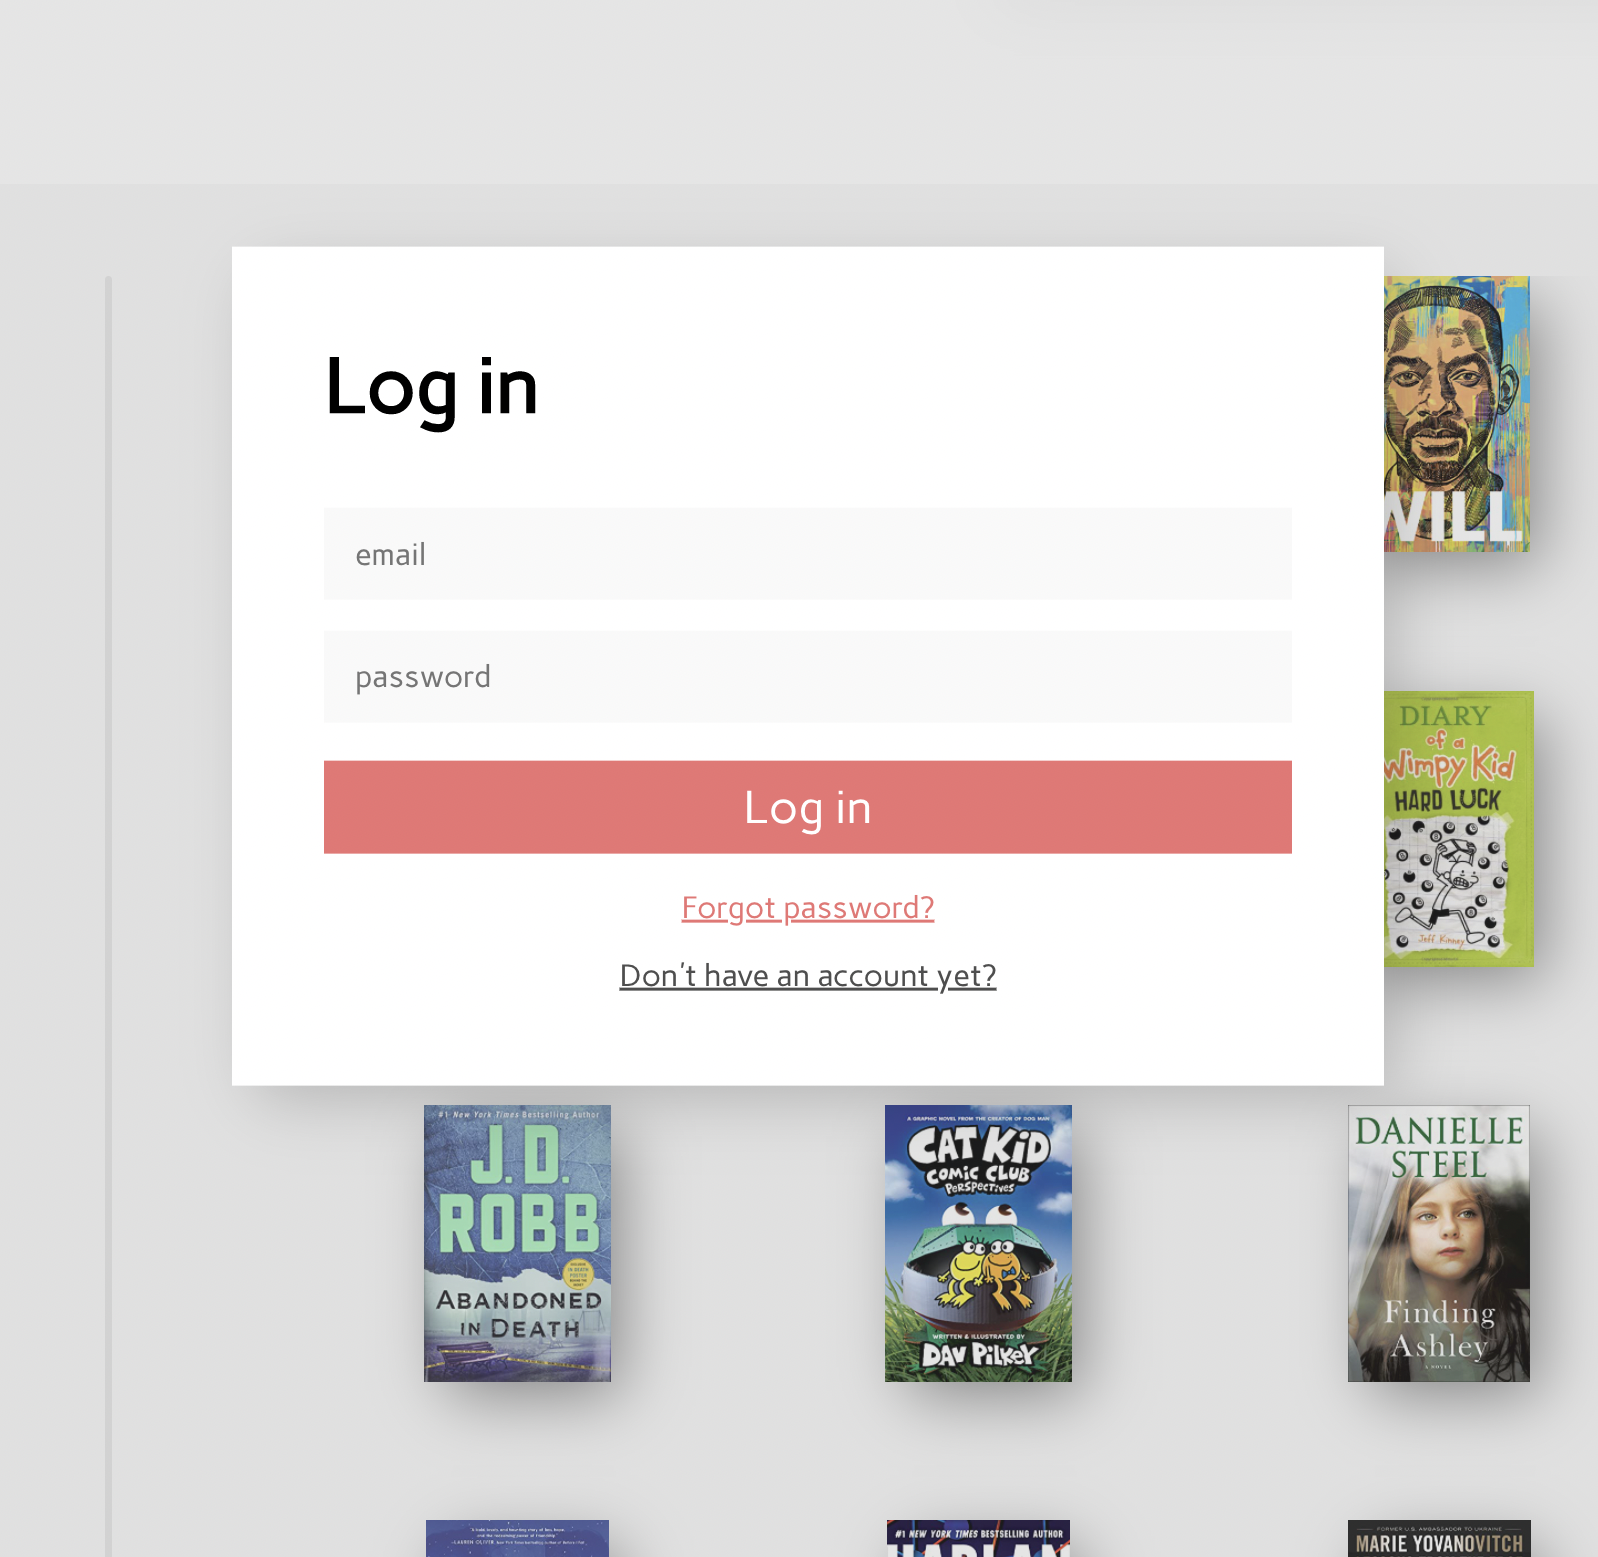 Log in
email
password
Log in
Forgot password?
Don't have an account yet?
WILL
DIARY
of a
Wimpy Kid
HARD LUCK
Jeff Kinney
#1 New York Times Bestselling Author
J.D.
ROBB
ABANDONED
IN DEATH
A GRAPHIC NOVEL FROM THE CREATOR OF DOG MAN
CAT KID
COMIC CLUB
PERSPECTIVES
WRITTEN & ILLUSTRATED BY
DAV PILKEY
DANIELLE
STEEL
Finding
Ashley
A NOVEL
#1 NEW YORK TIMES BESTSELLING AUTHOR
HARLAN
FORMER U.S. AMBASSADOR TO UKRAINE
MARIE YOVANOVITCH